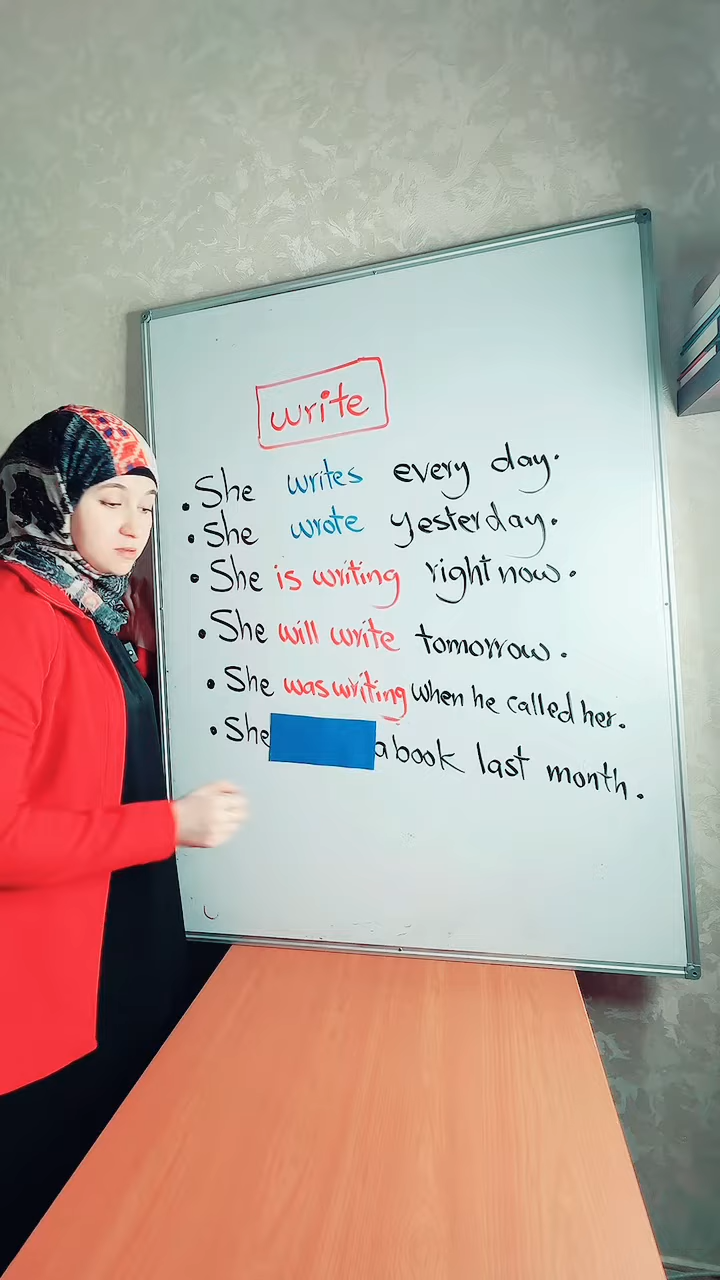 write
• She writes every day.
• She wrote yesterday.
• She is writing right now.
• She will write tomorrow.
• She was writing when he called her.
• She a book last month.